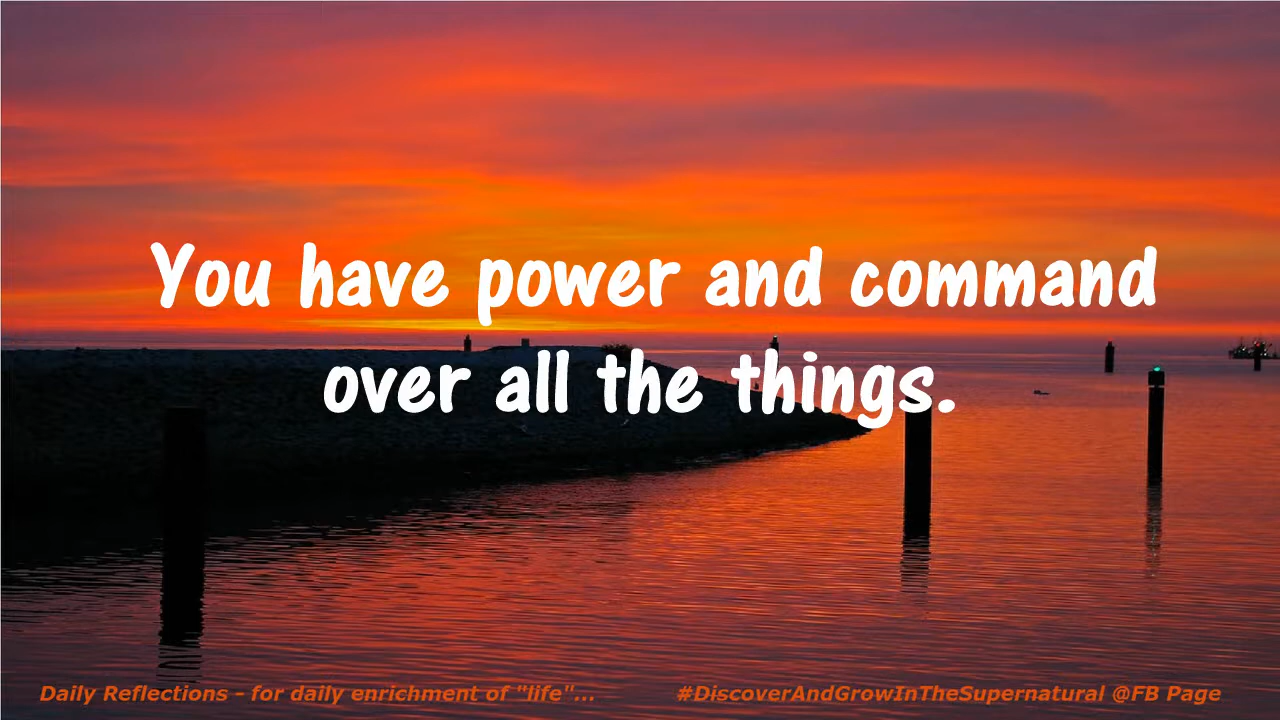 You have power and command
over all the things.
Daily Reflections - for daily enrichment of "life"... #DiscoverAndGrowInTheSupernatural @FB Page